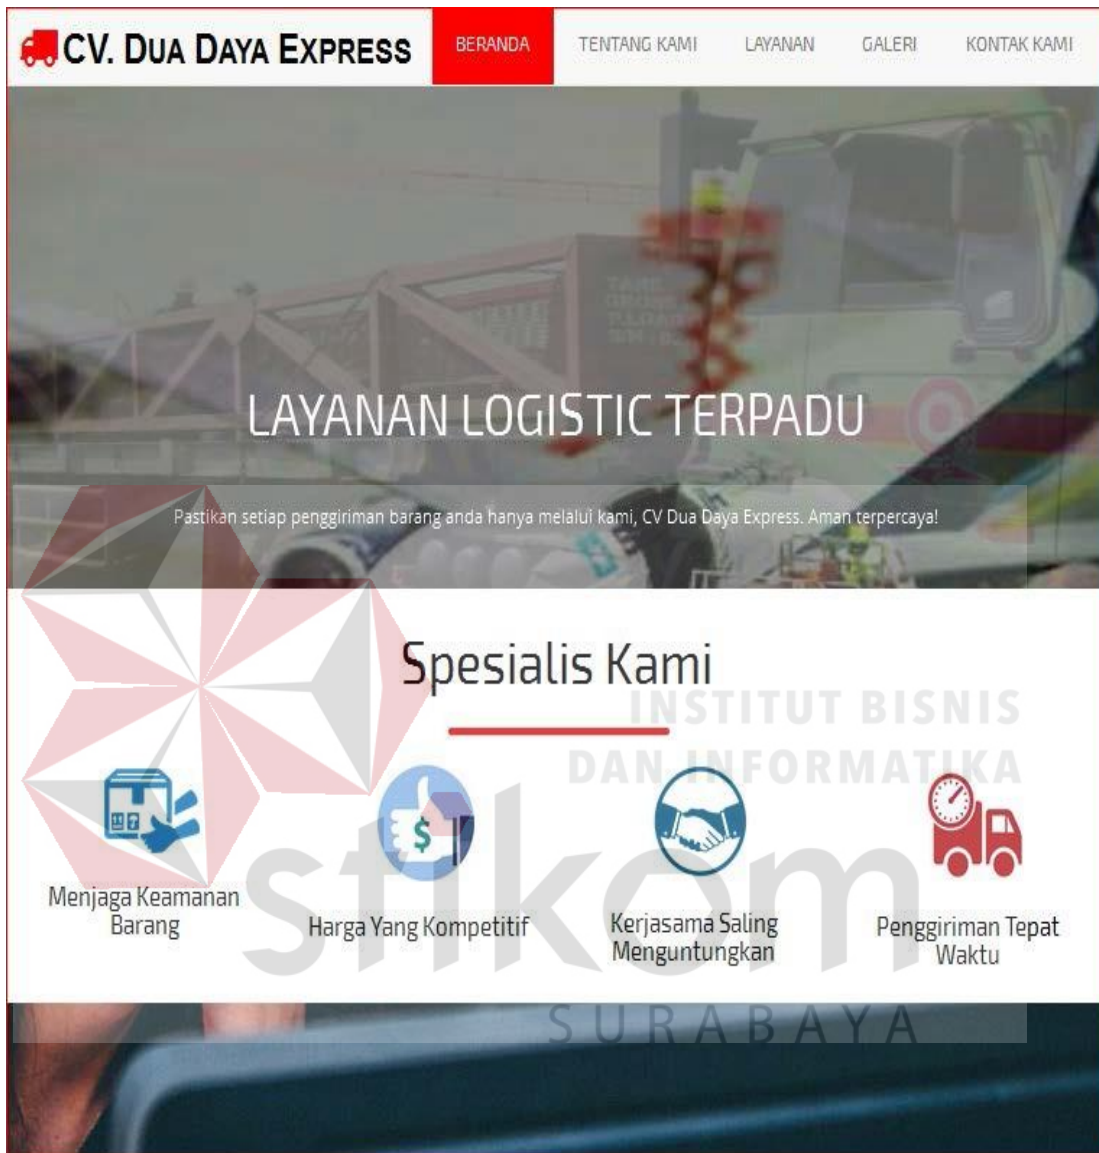 CV. DUA DAYA EXPRESS
BERANDA
TENTANG KAMI
LAYANAN
GALERI
KONTAK KAMI
LAYANAN LOGISTIC TERPADU
Pastikan setiap penggiriman barang anda hanya melalui kami, CV Dua Daya Express. Aman terpercaya!
Spesialis Kami
INSTITUT BISNIS
DAN INFORMATIKA
stikom
SURABAYA
Menjaga Keamanan
Barang
Harga Yang Kompetitif
Kerjasama Saling
Menguntungkan
Penggiriman Tepat
Waktu